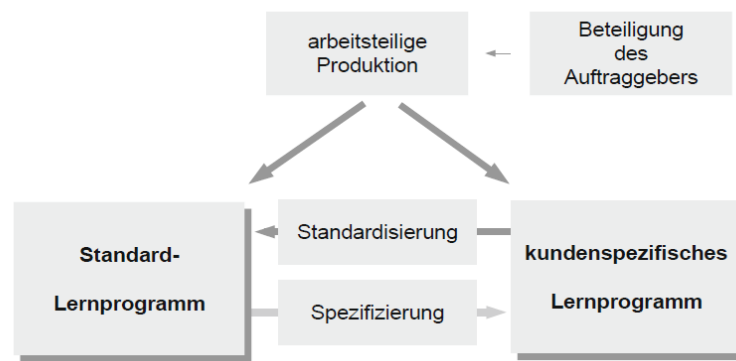 arbeitsteilige
Produktion
Beteiligung
des
Auftraggebers
Standard-
Lernprogramm
Standardisierung
Spezifizierung
kundenspezifisches
Lernprogramm